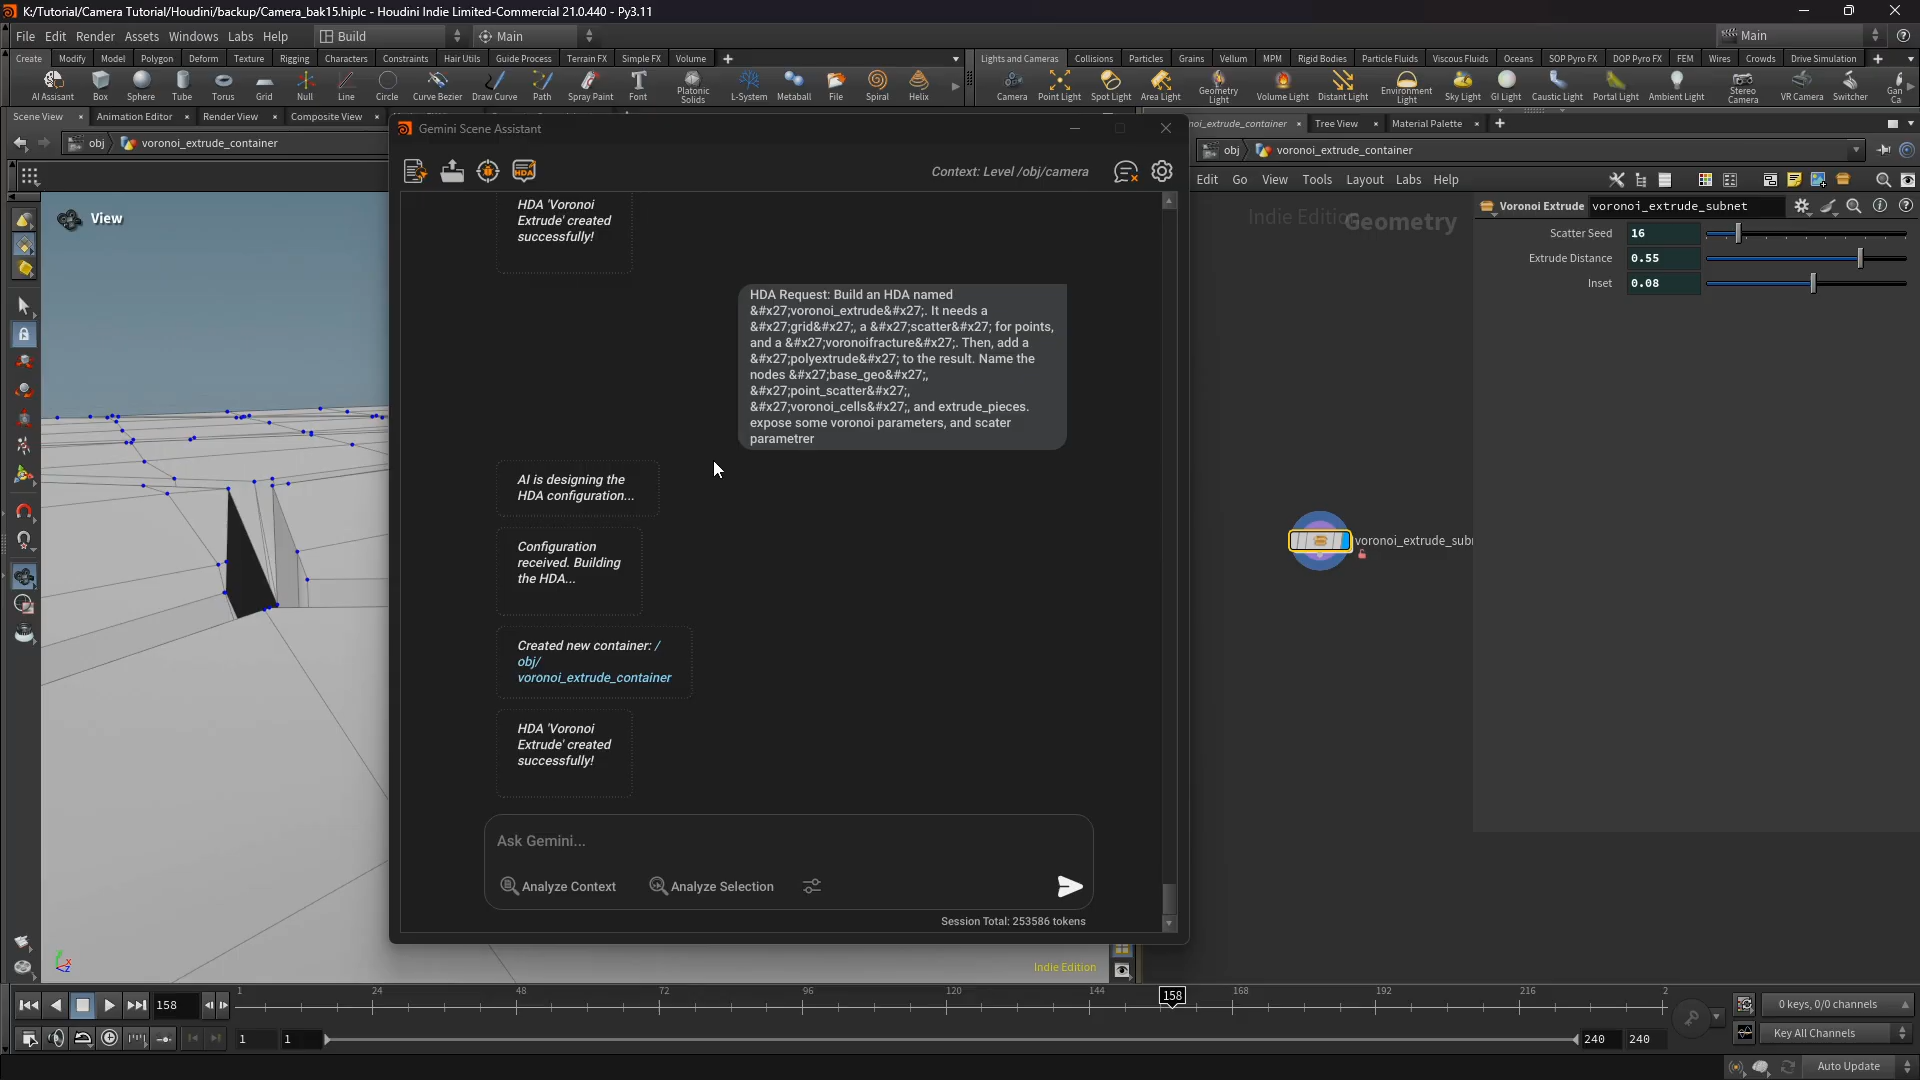 K:/Tutorial/Camera Tutorial/Houdini/backup/Camera_bak15.hiplc - Houdini Indie Limited-Commercial 21.0.440 - Py3.11
File Edit Render Assets Windows Labs Help Build Main Main
Create Modify Model Polygon Deform Texture Rigging Characters Constraints Hair Utils Guide Process Terrain FX Simple FX Volume
Lights and Cameras Collisions Particles Grains Vellum MPM Rigid Bodies Particle Fluids Viscous Fluids Oceans SOP Pyro FX DOP Pyro FX FEM Wires Crowds Drive Simulation
AI Assisant Box Sphere Tube Torus Grid Null Line Circle Curve Bezier Draw Curve Path Spray Paint Font Platonic Solids L-System Metaball File Spiral Helix
Camera Point Light Spot Light Area Light Geometry Light Volume Light Distant Light Environment Light Sky Light GI Light Caustic Light Portal Light Ambient Light Stereo Camera VR Camera Switcher Gan Ca
Scene View Animation Editor Render View Composite View
oi_extrude_container Tree View Material Palette
obj voronoi_extrude_container
obj voronoi_extrude_container
Edit Go View Tools Layout Labs Help
View
Gemini Scene Assistant
HDA
Context: Level /obj/camera
HDA 'Voronoi
Extrude' created
successfully!
HDA Request: Build an HDA named
&#x27;voronoi_extrude&#x27;. It needs a
&#x27;grid&#x27;, a &#x27;scatter&#x27; for points,
and a &#x27;voronoifracture&#x27;. Then, add a
&#x27;polyextrude&#x27; to the result. Name the
nodes &#x27;base_geo&#x27;,
&#x27;point_scatter&#x27;,
&#x27;voronoi_cells&#x27;, and extrude_pieces.
expose some voronoi parameters, and scater
parametrer
AI is designing the
HDA configuration...
Configuration
received. Building
the HDA...
Created new container: /
obj/
voronoi_extrude_container
HDA 'Voronoi
Extrude' created
successfully!
Ask Gemini...
Analyze Context Analyze Selection
Session Total: 253586 tokens
Indie Edition
Geometry
voronoi_extrude_subn
Voronoi Extrude voronoi_extrude_subnet
Scatter Seed 16
Extrude Distance 0.55
Inset 0.08
Indie Edition
158 1 24 48 72 96 120 144 158 168 192 216 2
0 keys, 0/0 channels
1 1 240 240
Key All Channels
Auto Update